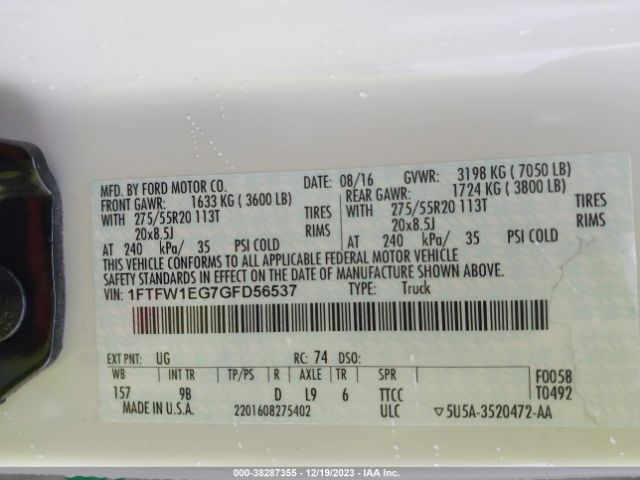 MFD. BY FORD MOTOR CO. DATE: 08/16 GVWR: 3198 KG ( 7050 LB)
FRONT GAWR: 1633 KG ( 3600 LB) REAR GAWR: 1724 KG ( 3800 LB)
WITH 275/55R20 113T TIRES WITH 275/55R20 113T TIRES
20x8.5J RIMS 20x8.5J RIMS
AT 240 kPa/ 35 PSI COLD AT 240 kPa/ 35 PSI COLD
THIS VEHICLE CONFORMS TO ALL APPLICABLE FEDERAL MOTOR VEHICLE
SAFETY STANDARDS IN EFFECT ON THE DATE OF MANUFACTURE SHOWN ABOVE.
VIN: 1FTFW1EG7GFD56537 TYPE: Truck
EXT PNT: UG RC: 74 DSO:
WB INT TR TP/PS R AXLE TR SPR F0058
157 9B D L9 6 TTCC T0492
MADE IN U.S.A. 2201608275402 ULC ▽5U5A-3520472-AA
000-38287355 - 12/19/2023 - IAA Inc.